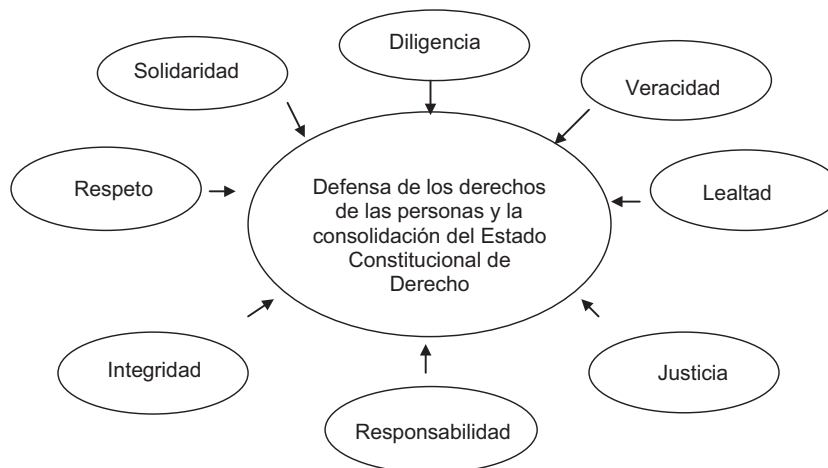 Diligencia
Solidaridad
Veracidad
Respeto
Defensa de los derechos
de las personas y la
consolidación del Estado
Constitucional de
Derecho
Lealtad
Integridad
Justicia
Responsabilidad